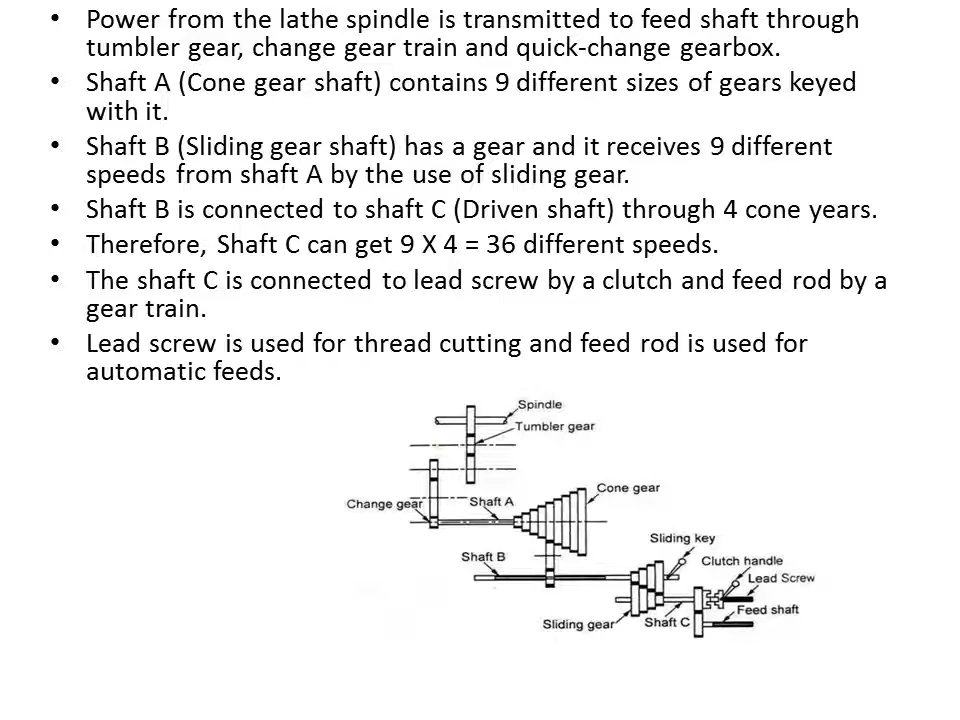 • Power from the lathe spindle is transmitted to feed shaft through
tumbler gear, change gear train and quick-change gearbox.
• Shaft A (Cone gear shaft) contains 9 different sizes of gears keyed
with it.
• Shaft B (Sliding gear shaft) has a gear and it receives 9 different
speeds from shaft A by the use of sliding gear.
• Shaft B is connected to shaft C (Driven shaft) through 4 cone years.
• Therefore, Shaft C can get 9 X 4 = 36 different speeds.
• The shaft C is connected to lead screw by a clutch and feed rod by a
gear train.
• Lead screw is used for thread cutting and feed rod is used for
automatic feeds.
Spindle
Tumbler gear
Cone gear
Change gear
Shaft A
Sliding key
Shaft B
Clutch handle
Lead Screw
Feed shaft
Sliding gear
Shaft C